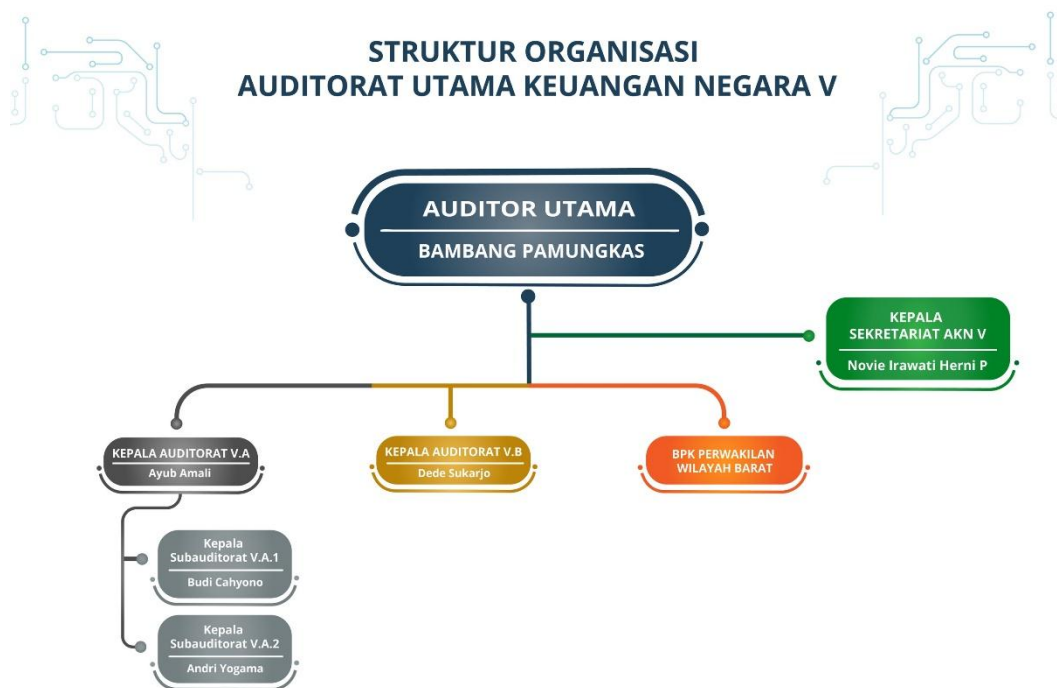 STRUKTUR ORGANISASI
AUDITORAT UTAMA KEUANGAN NEGARA V
AUDITOR UTAMA
BAMBANG PAMUNGKAS
KEPALA
SEKRETARIAT AKN V
Novie Irawati Herni P
KEPALA AUDITORAT V.A
Ayub Amali
KEPALA AUDITORAT V.B
Dede Sukarjo
BPK PERWAKILAN
WILAYAH BARAT
Kepala
Subauditorat V.A.1
Budi Cahyono
Kepala
Subauditorat V.A.2
Andri Yogama